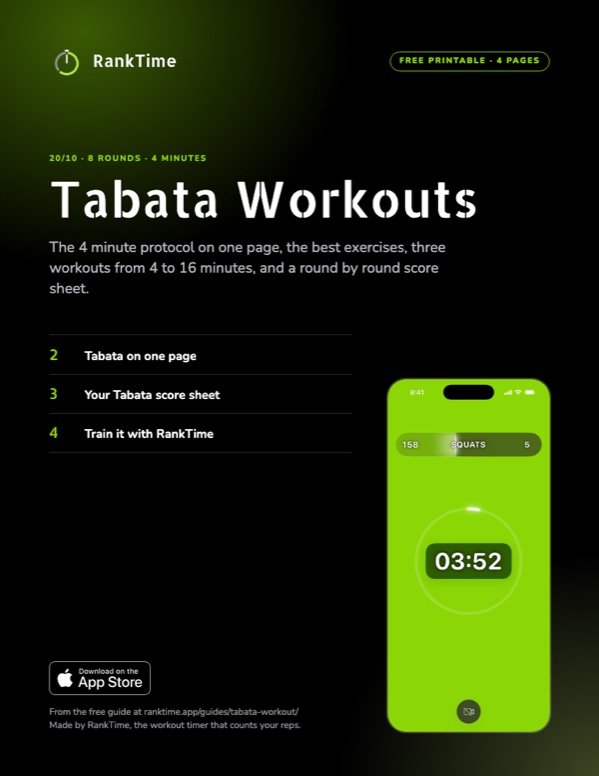 RankTime
FREE PRINTABLE · 4 PAGES
20/10 · 8 ROUNDS · 4 MINUTES
Tabata Workouts
The 4 minute protocol on one page, the best exercises, three
workouts from 4 to 16 minutes, and a round by round score
sheet.
2 Tabata on one page
3 Your Tabata score sheet
4 Train it with RankTime
9:41
158 SQUATS 5
03:52
Download on the
App Store
From the free guide at ranktime.app/guides/tabata-workout/
Made by RankTime, the workout timer that counts your reps.